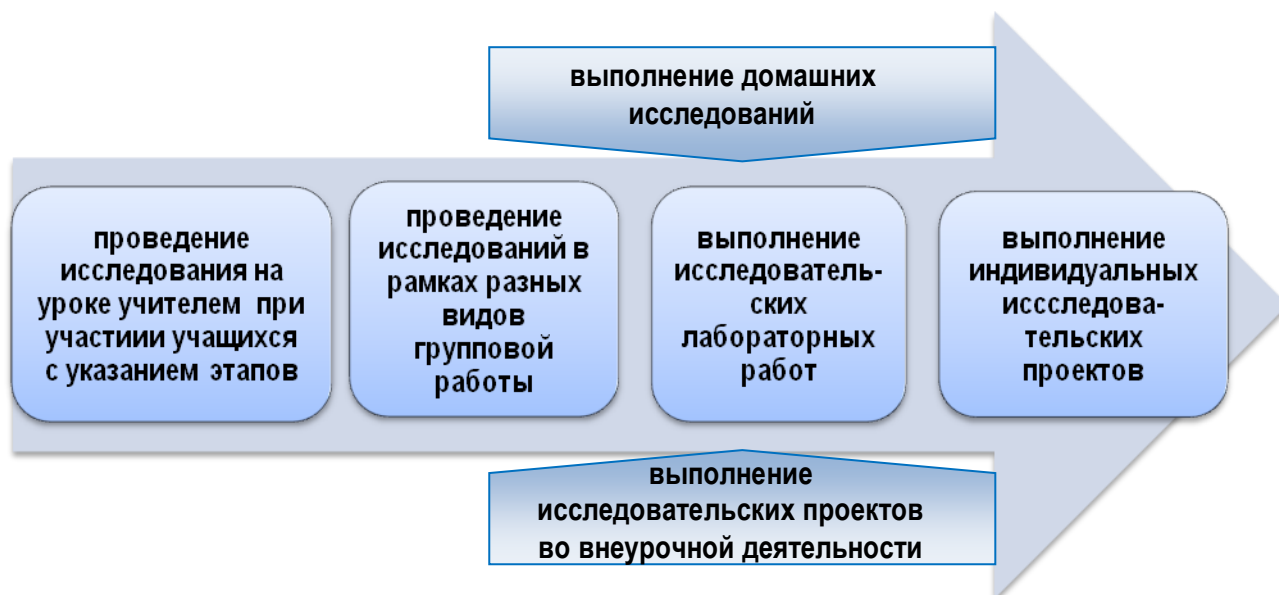 выполнение домашних
исследований
проведение
исследования на
уроке учителем при
участиии учащихся
с указанием этапов
проведение
исследований в
рамках разных
видов
групповой
работы
выполнение
исследователь-
ских
лабораторных
работ
выполнение
индивидуальных
иссследова-
тельских
проектов
выполнение
исследовательских проектов
во внеурочной деятельности